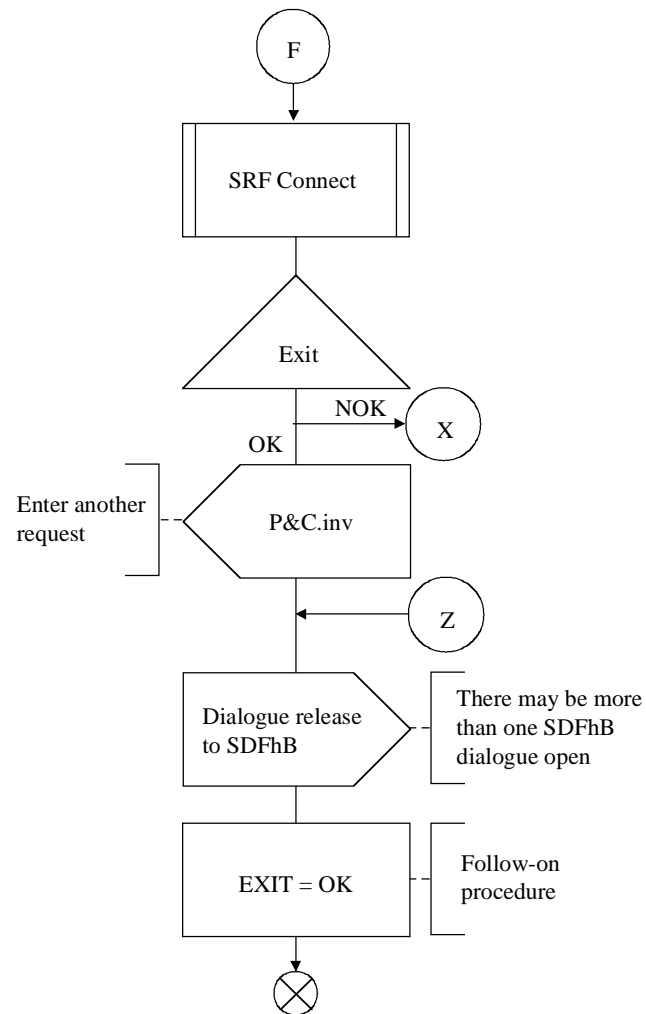 F
SRF Connect
Exit
NOK
X
OK
Enter another
request
P&C.inv
Z
Dialogue release
to SDFhB
There may be more
than one SDFhB
dialogue open
EXIT = OK
Follow-on
procedure